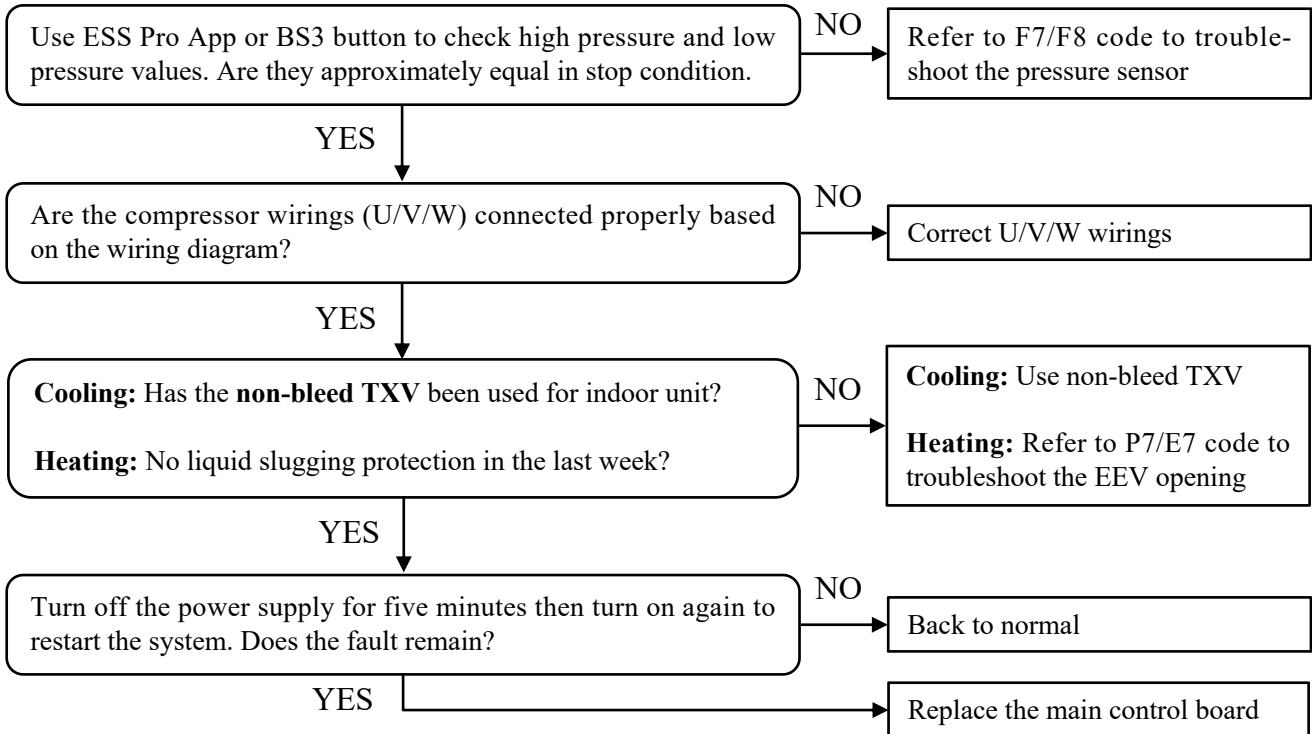 Use ESS Pro App or BS3 button to check high pressure and low
pressure values. Are they approximately equal in stop condition.
NO
Refer to F7/F8 code to trouble-
shoot the pressure sensor
YES
Are the compressor wirings (U/V/W) connected properly based
on the wiring diagram?
NO
Correct U/V/W wirings
YES
Cooling: Has the non-bleed TXV been used for indoor unit?
Heating: No liquid slugging protection in the last week?
NO
Cooling: Use non-bleed TXV
Heating: Refer to P7/E7 code to
troubleshoot the EEV opening
YES
Turn off the power supply for five minutes then turn on again to
restart the system. Does the fault remain?
NO
Back to normal
YES
Replace the main control board